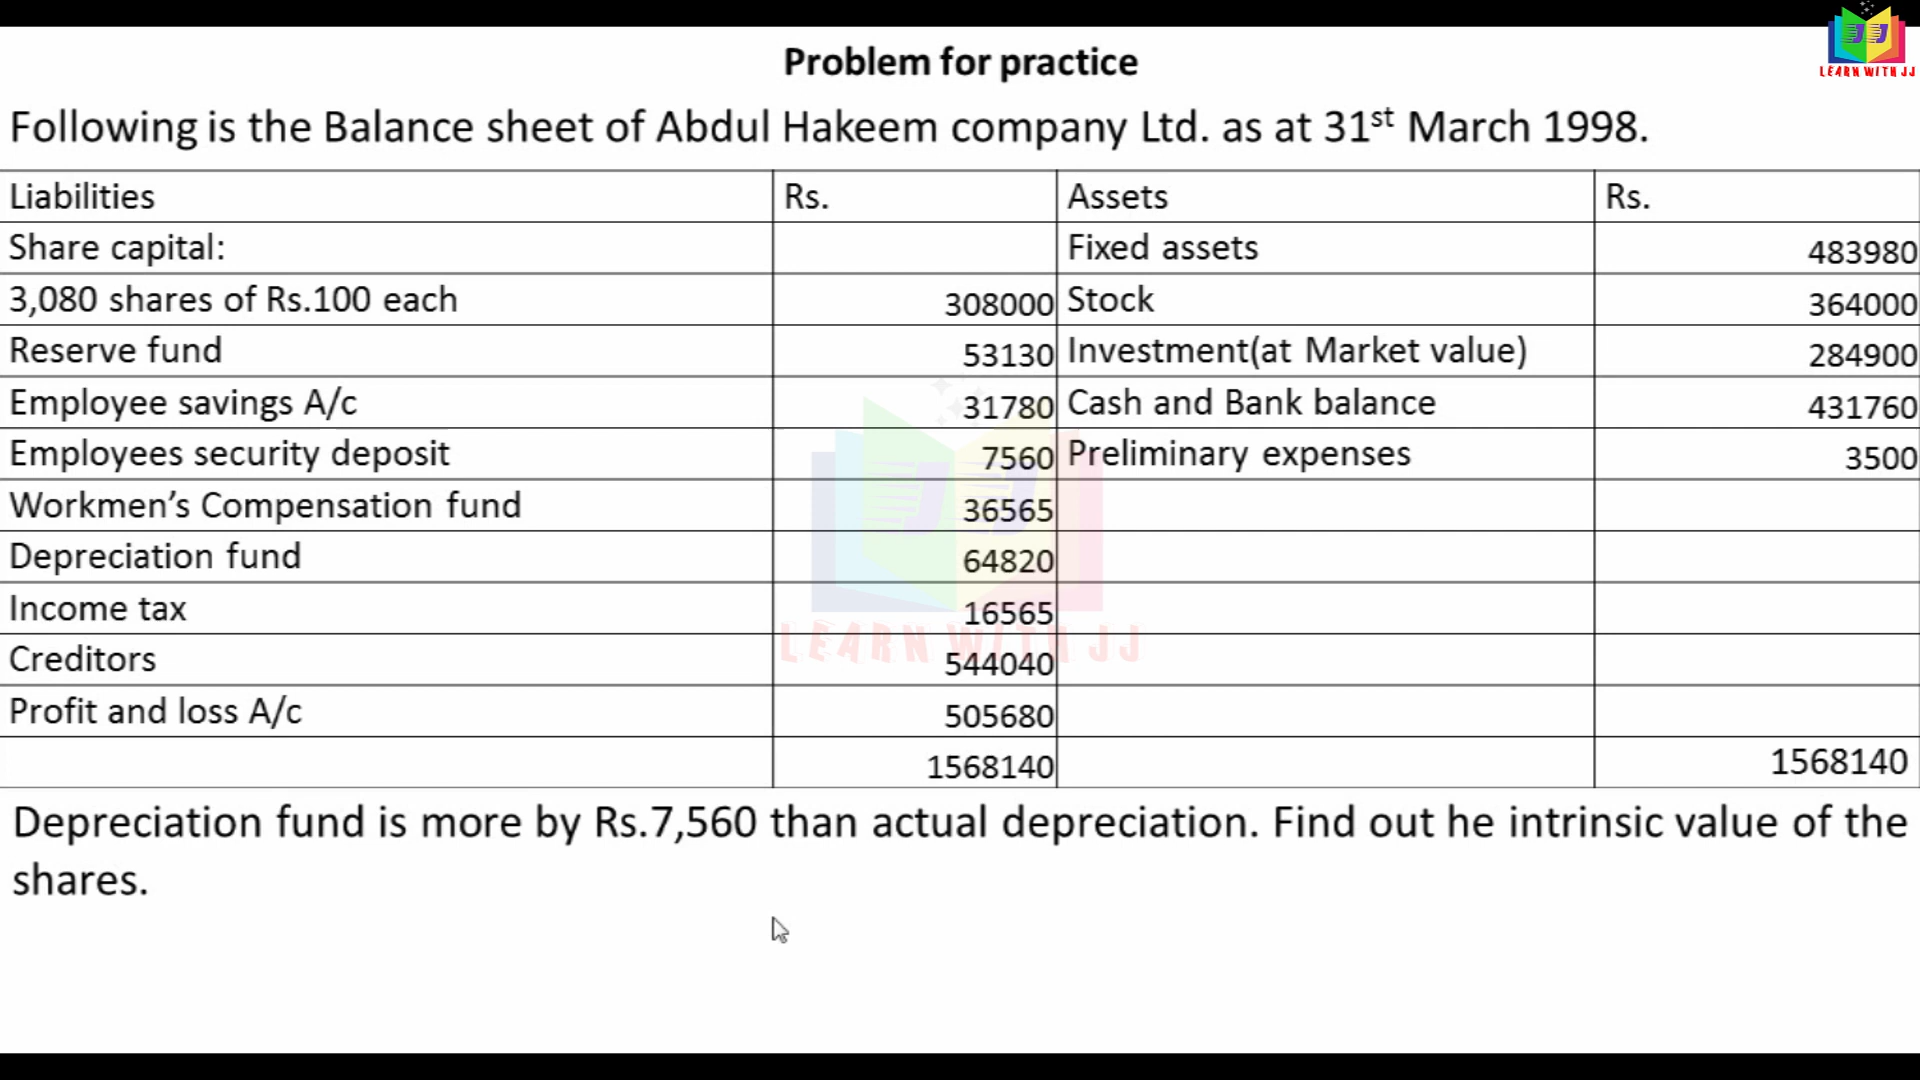 Problem for practice
LEARN WITH JJ
Following is the Balance sheet of Abdul Hakeem company Ltd. as at 31st March 1998.
Liabilities Rs. Assets Rs.
Share capital: Fixed assets 483980
3,080 shares of Rs.100 each 308000 Stock 364000
Reserve fund 53130 Investment(at Market value) 284900
Employee savings A/c 31780 Cash and Bank balance 431760
Employees security deposit 7560 Preliminary expenses 3500
Workmen’s Compensation fund 36565
Depreciation fund 64820
Income tax 16565
LEARN WITH JJ
Creditors 544040
Profit and loss A/c 505680
1568140 1568140
Depreciation fund is more by Rs.7,560 than actual depreciation. Find out he intrinsic value of the
shares.